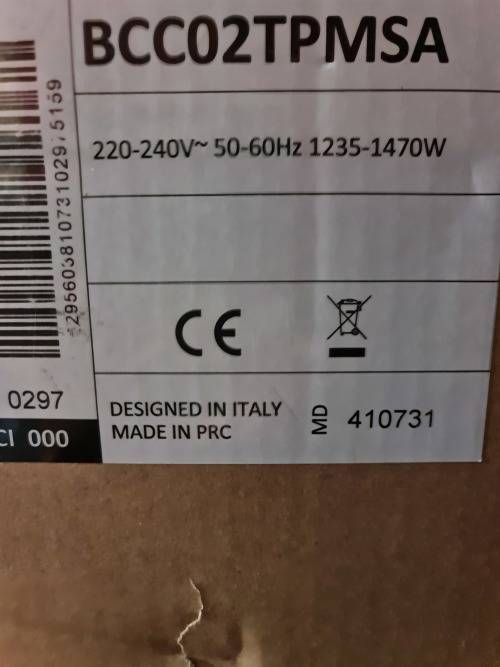 BCC02TPMSA
220-240V~ 50-60Hz 1235-1470W
CE
0297
CI 000
DESIGNED IN ITALY
MADE IN PRC
MD 410731